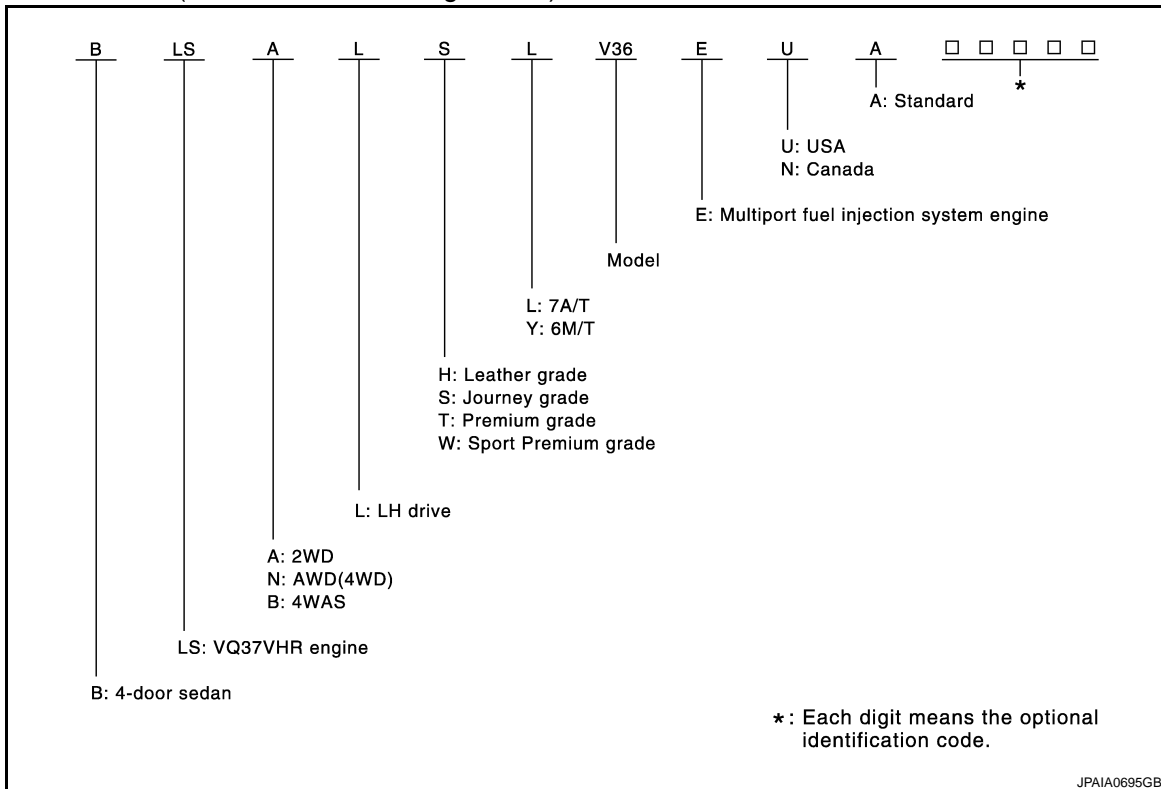 B LS A L S L V36 E U A □ □ □ □ □
*
A: Standard
U: USA
N: Canada
E: Multiport fuel injection system engine
Model
L: 7A/T
Y: 6M/T
H: Leather grade
S: Journey grade
T: Premium grade
W: Sport Premium grade
L: LH drive
A: 2WD
N: AWD(4WD)
B: 4WAS
LS: VQ37VHR engine
B: 4-door sedan
*: Each digit means the optional
identification code.
JPAIA0695GB